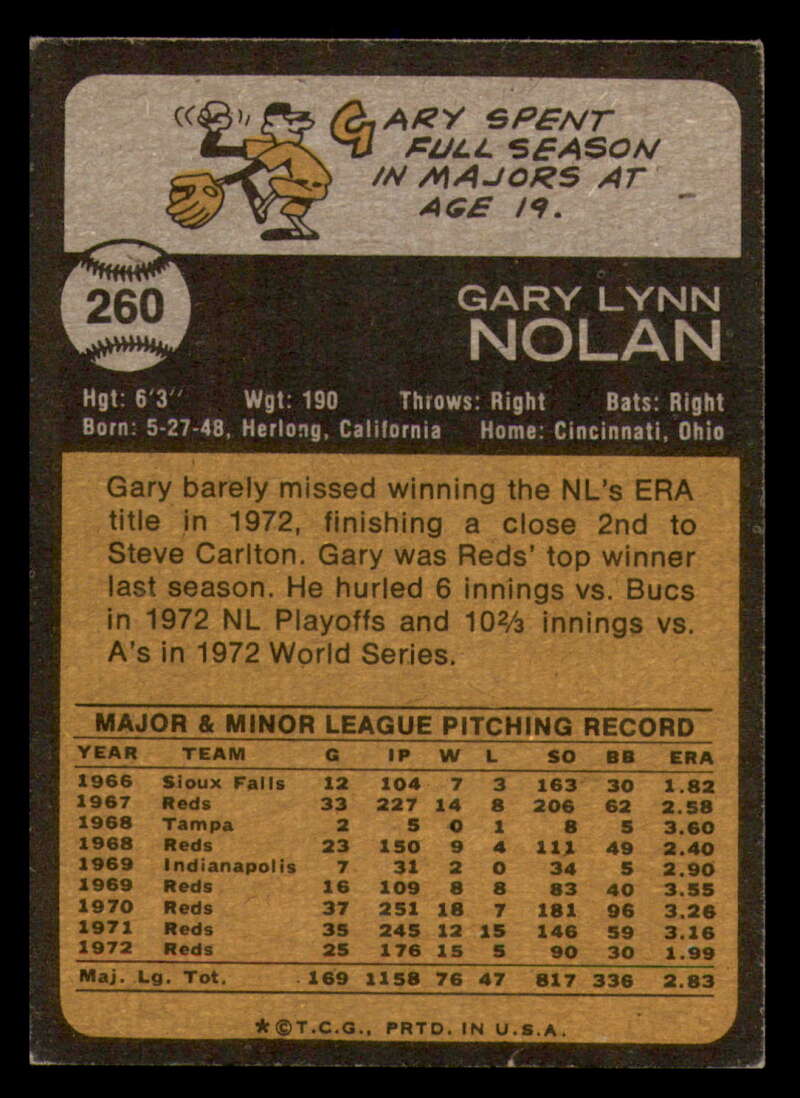 GARY SPENT
FULL SEASON
IN MAJORS AT
AGE 19.
260
GARY LYNN
NOLAN
Hgt: 6'3" Wgt: 190 Throws: Right Bats: Right
Born: 5-27-48, Herlong, California Home: Cincinnati, Ohio
Gary barely missed winning the NL's ERA
title in 1972, finishing a close 2nd to
Steve Carlton. Gary was Reds' top winner
last season. He hurled 6 innings vs. Bucs
in 1972 NL Playoffs and 10⅔ innings vs.
A's in 1972 World Series.
MAJOR & MINOR LEAGUE PITCHING RECORD
YEAR TEAM G IP W L SO BB ERA
1966 Sioux Falls 12 104 7 3 163 30 1.82
1967 Reds 33 227 14 8 206 62 2.58
1968 Tampa 2 5 0 1 8 5 3.60
1968 Reds 23 150 9 4 111 49 2.40
1969 Indianapolis 7 31 2 0 34 5 2.90
1969 Reds 16 109 8 8 83 40 3.55
1970 Reds 37 251 18 7 181 96 3.26
1971 Reds 35 245 12 15 146 59 3.16
1972 Reds 25 176 15 5 90 30 1.99
Maj. Lg. Tot. 169 1158 76 47 817 336 2.83
*©T.C.G., PRTD. IN U.S.A.